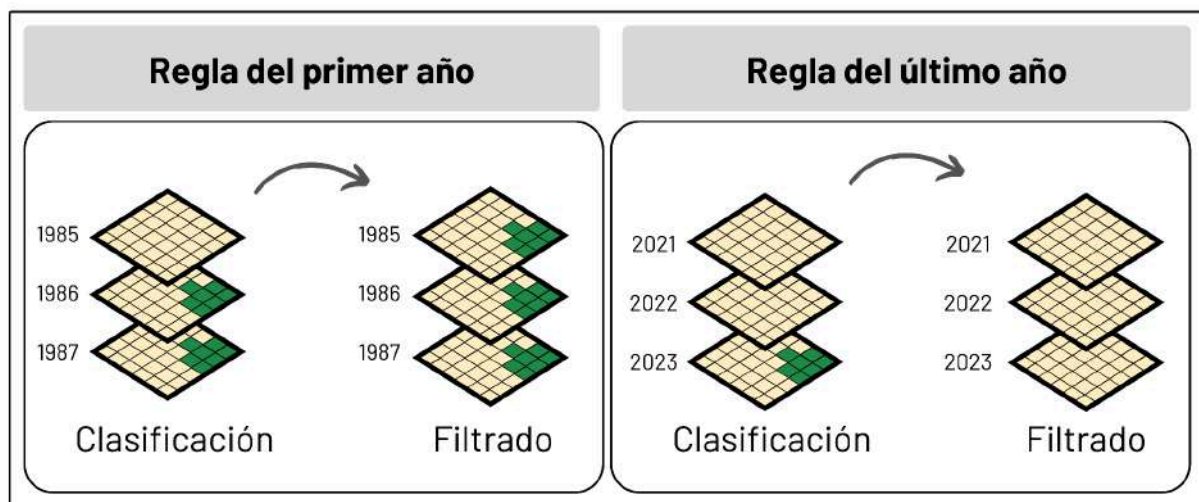 Regla del primer año
1985
1986
1987
Clasificación
1985
1986
1987
Filtrado
Regla del último año
2021
2022
2023
Clasificación
2021
2022
2023
Filtrado